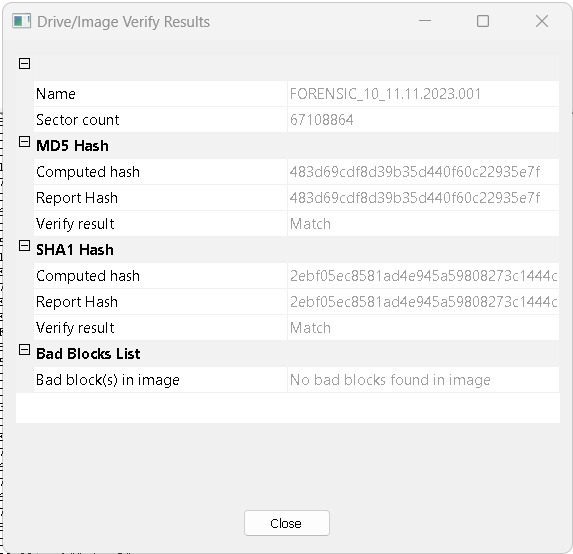 Drive/Image Verify Results
Name FORENSIC_10_11.11.2023.001
Sector count 67108864
MD5 Hash
Computed hash 483d69cdf8d39b35d440f60c22935e7f
Report Hash 483d69cdf8d39b35d440f60c22935e7f
Verify result Match
SHA1 Hash
Computed hash 2ebf05ec8581ad4e945a59808273c1444c
Report Hash 2ebf05ec8581ad4e945a59808273c1444c
Verify result Match
Bad Blocks List
Bad block(s) in image No bad blocks found in image
Close